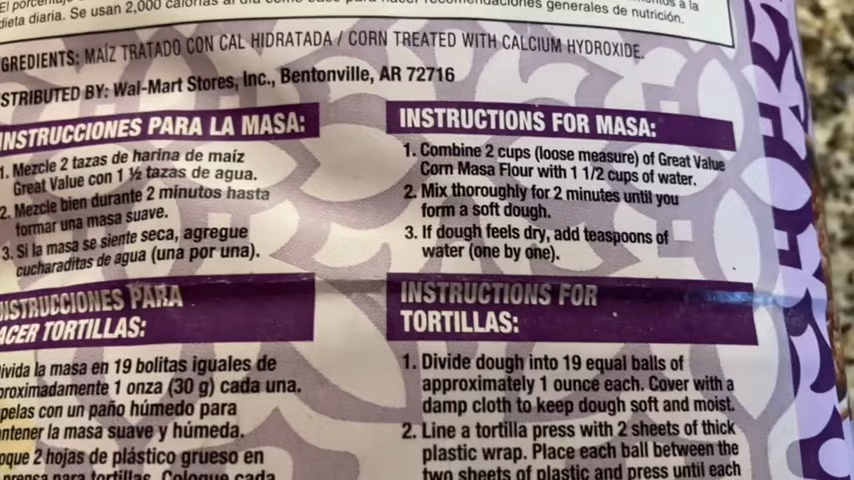 dieta diaria. Se usan 2,000 calorías al día como base para hacer recomendaciones generales de nutrición.
GREDIENTS: MAÍZ TRATADO CON CAL HIDRATADA / CORN TREATED WITH CALCIUM HYDROXIDE.
STRIBUTED BY: Wal-Mart Stores, Inc., Bentonville, AR 72716
INSTRUCCIONES PARA LA MASA:
1. Mezcle 2 tazas de harina de maíz
Great Value con 1 ½ tazas de agua.
2. Mezcle bien durante 2 minutos hasta
formar una masa suave.
3. Si la masa se siente seca, agregue
cucharaditas de agua (una por una).
NSTRUCCIONES PARA
ACER TORTILLAS:
ivida la masa en 19 bolitas iguales de
proximadamente 1 onza (30 g) cada una.
pelas con un paño húmedo para
ntener la masa suave y húmeda.
oque 2 hojas de plástico grueso en
prensa para tortillas. Coloque cada
INSTRUCTIONS FOR MASA:
1. Combine 2 cups (loose measure) of Great Value
Corn Masa Flour with 1 1/2 cups of water.
2. Mix thoroughly for 2 minutes until you
form a soft dough.
3. If dough feels dry, add teaspoons of
water (one by one).
INSTRUCTIONS FOR
TORTILLAS:
1. Divide dough into 19 equal balls of
approximately 1 ounce each. Cover with a
damp cloth to keep dough soft and moist.
2. Line a tortilla press with 2 sheets of thick
plastic wrap. Place each ball between the
two sheets of plastic and press until each